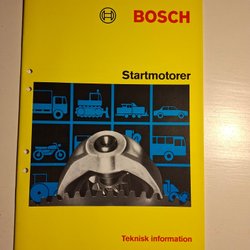 BOSCH
Startmotorer
Teknisk information